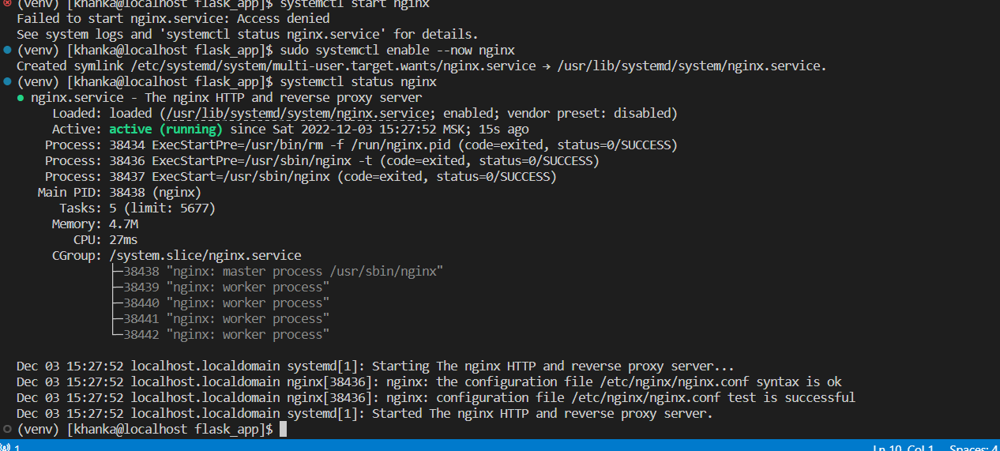 (venv) [khanka@localhost flask_app]$ systemctl start nginx
Failed to start nginx.service: Access denied
See system logs and 'systemctl status nginx.service' for details.
(venv) [khanka@localhost flask_app]$ sudo systemctl enable --now nginx
Created symlink /etc/systemd/system/multi-user.target.wants/nginx.service → /usr/lib/systemd/system/nginx.service.
(venv) [khanka@localhost flask_app]$ systemctl status nginx
● nginx.service - The nginx HTTP and reverse proxy server
Loaded: loaded (/usr/lib/systemd/system/nginx.service; enabled; vendor preset: disabled)
Active: active (running) since Sat 2022-12-03 15:27:52 MSK; 15s ago
Process: 38434 ExecStartPre=/usr/bin/rm -f /run/nginx.pid (code=exited, status=0/SUCCESS)
Process: 38436 ExecStartPre=/usr/sbin/nginx -t (code=exited, status=0/SUCCESS)
Process: 38437 ExecStart=/usr/sbin/nginx (code=exited, status=0/SUCCESS)
Main PID: 38438 (nginx)
Tasks: 5 (limit: 5677)
Memory: 4.7M
CPU: 27ms
CGroup: /system.slice/nginx.service
├─38438 "nginx: master process /usr/sbin/nginx"
├─38439 "nginx: worker process"
├─38440 "nginx: worker process"
├─38441 "nginx: worker process"
└─38442 "nginx: worker process"
Dec 03 15:27:52 localhost.localdomain systemd[1]: Starting The nginx HTTP and reverse proxy server...
Dec 03 15:27:52 localhost.localdomain nginx[38436]: nginx: the configuration file /etc/nginx/nginx.conf syntax is ok
Dec 03 15:27:52 localhost.localdomain nginx[38436]: nginx: configuration file /etc/nginx/nginx.conf test is successful
Dec 03 15:27:52 localhost.localdomain systemd[1]: Started The nginx HTTP and reverse proxy server.
(venv) [khanka@localhost flask_app]$
1 Ln 10, Col 1 Spaces: 4